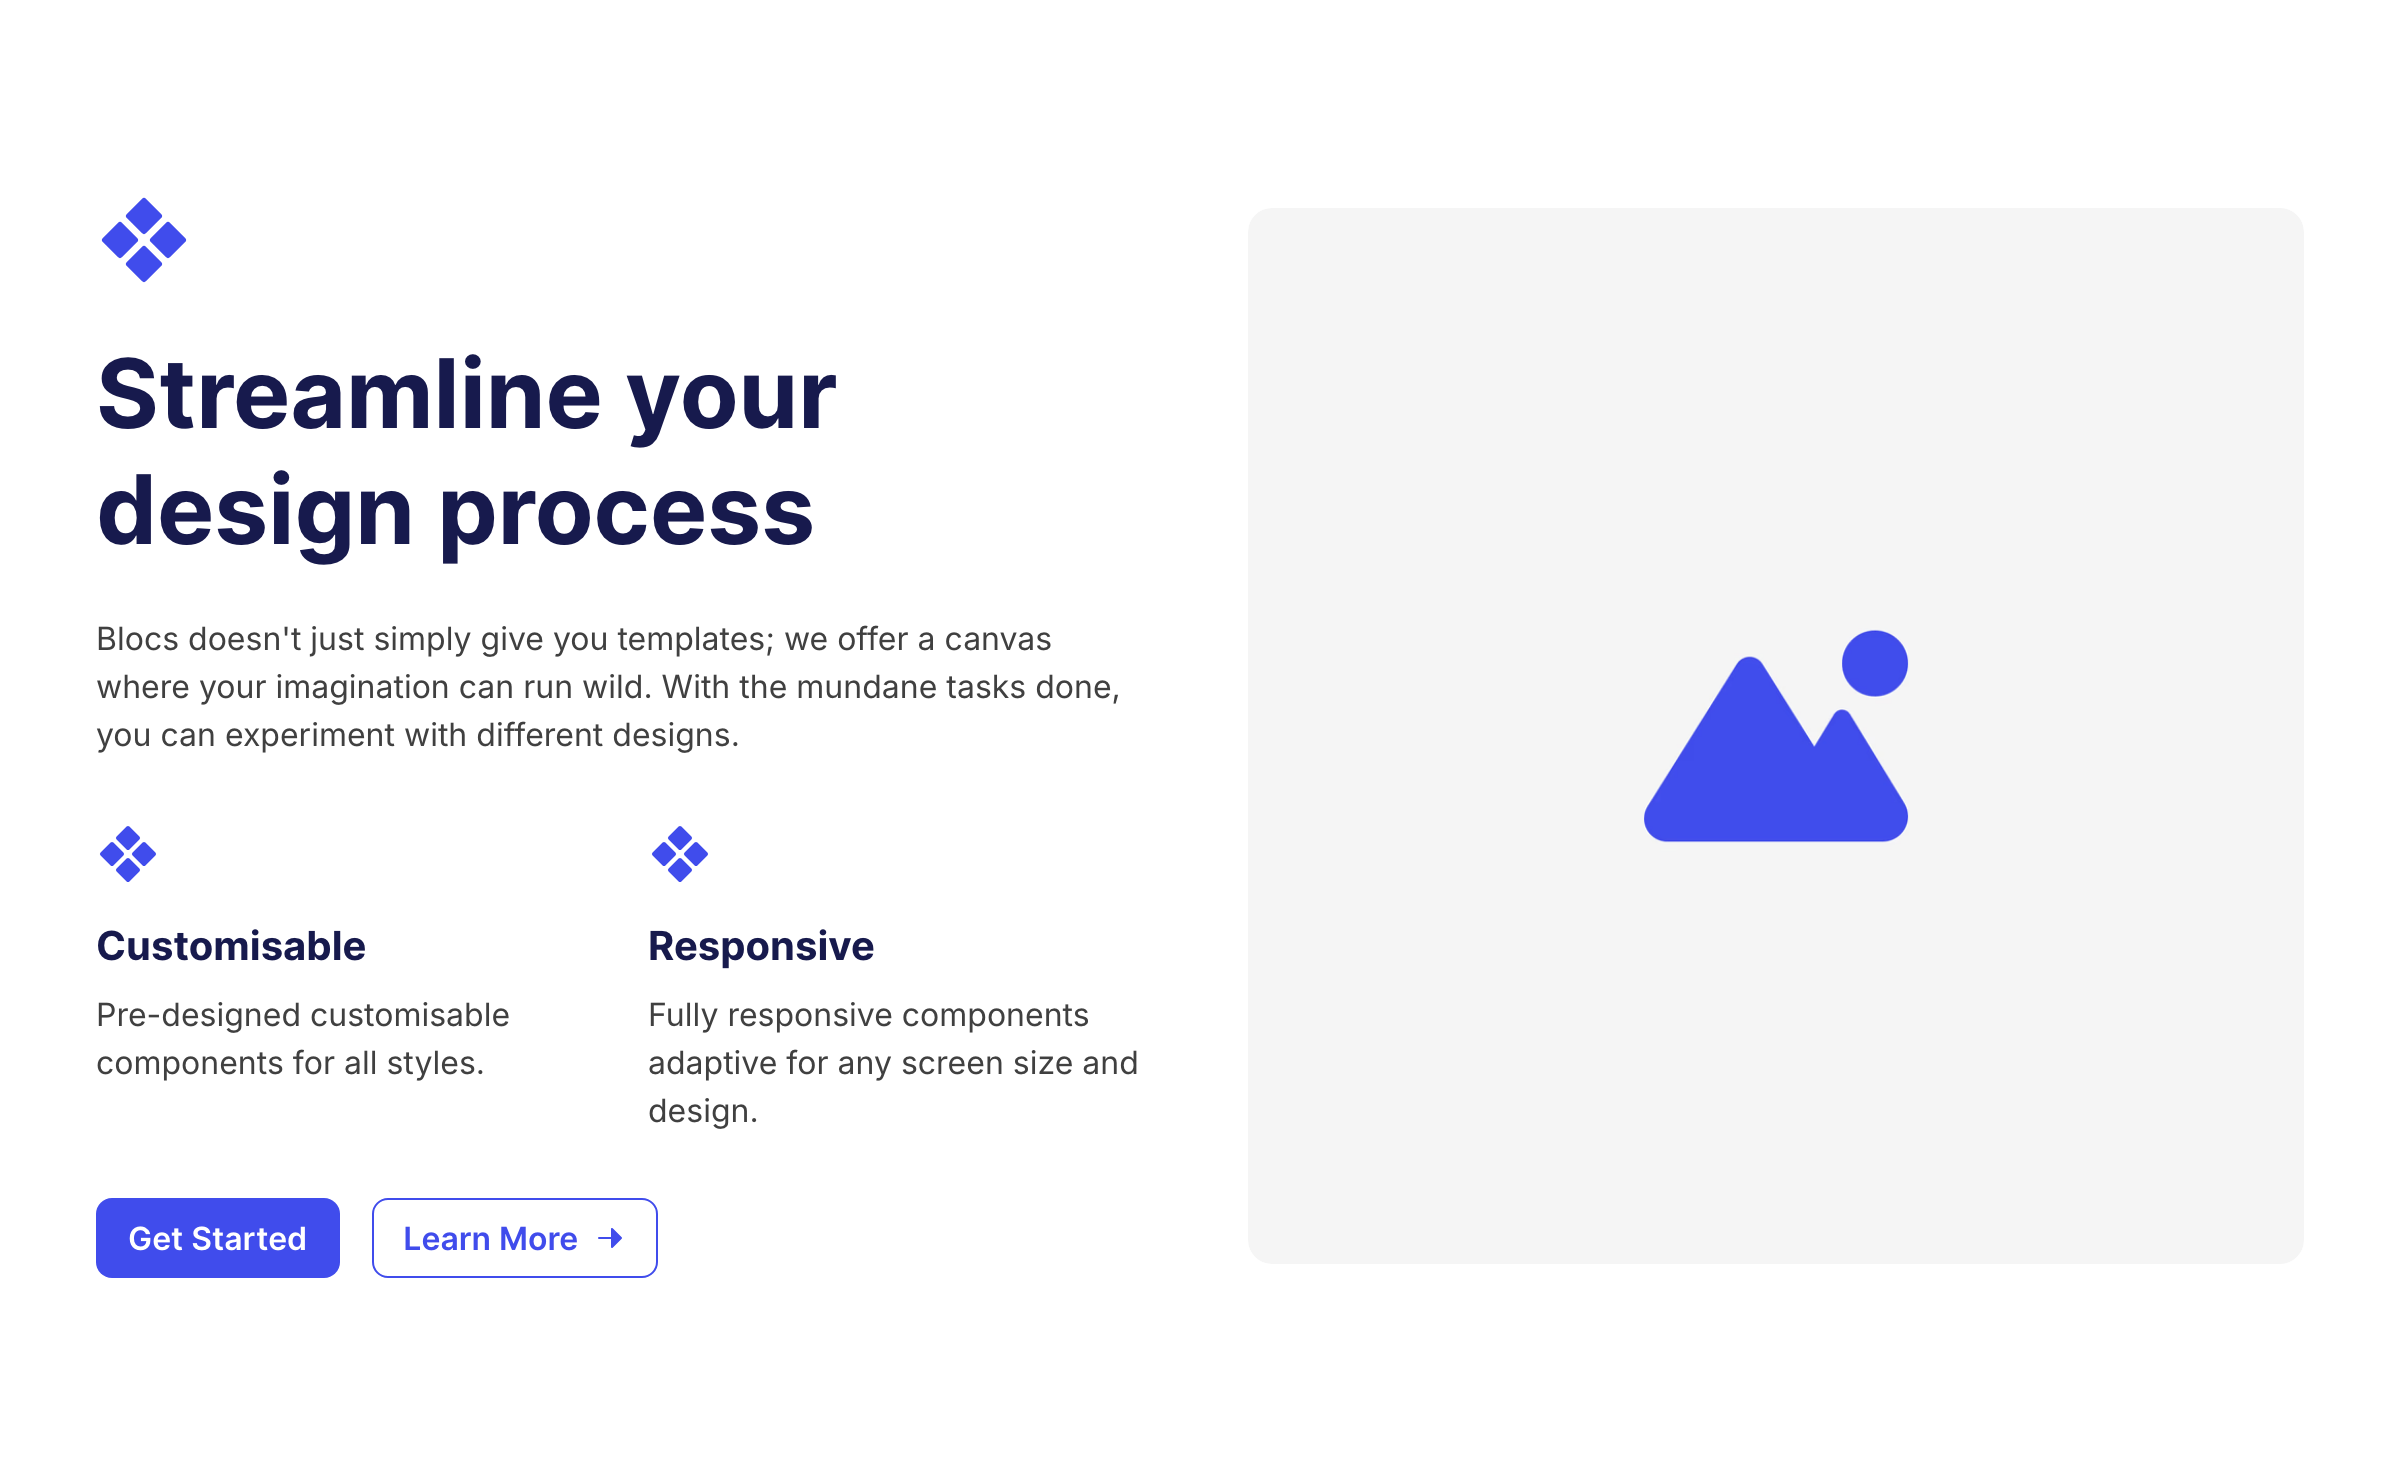 Streamline your
design process
Blocs doesn't just simply give you templates; we offer a canvas
where your imagination can run wild. With the mundane tasks done,
you can experiment with different designs.
Customisable
Pre-designed customisable
components for all styles.
Responsive
Fully responsive components
adaptive for any screen size and
design.
Get Started
Learn More